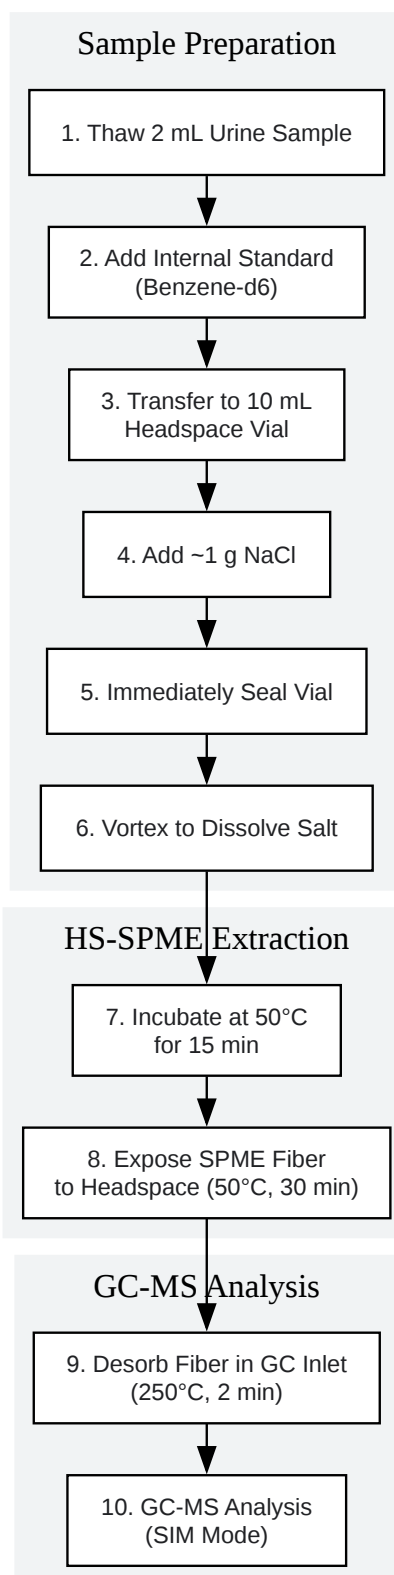 Sample Preparation
1. Thaw 2 mL Urine Sample
2. Add Internal Standard
(Benzene-d6)
3. Transfer to 10 mL
Headspace Vial
4. Add ~1 g NaCl
5. Immediately Seal Vial
6. Vortex to Dissolve Salt
HS-SPME Extraction
7. Incubate at 50°C
for 15 min
8. Expose SPME Fiber
to Headspace (50°C, 30 min)
GC-MS Analysis
9. Desorb Fiber in GC Inlet
(250°C, 2 min)
10. GC-MS Analysis
(SIM Mode)